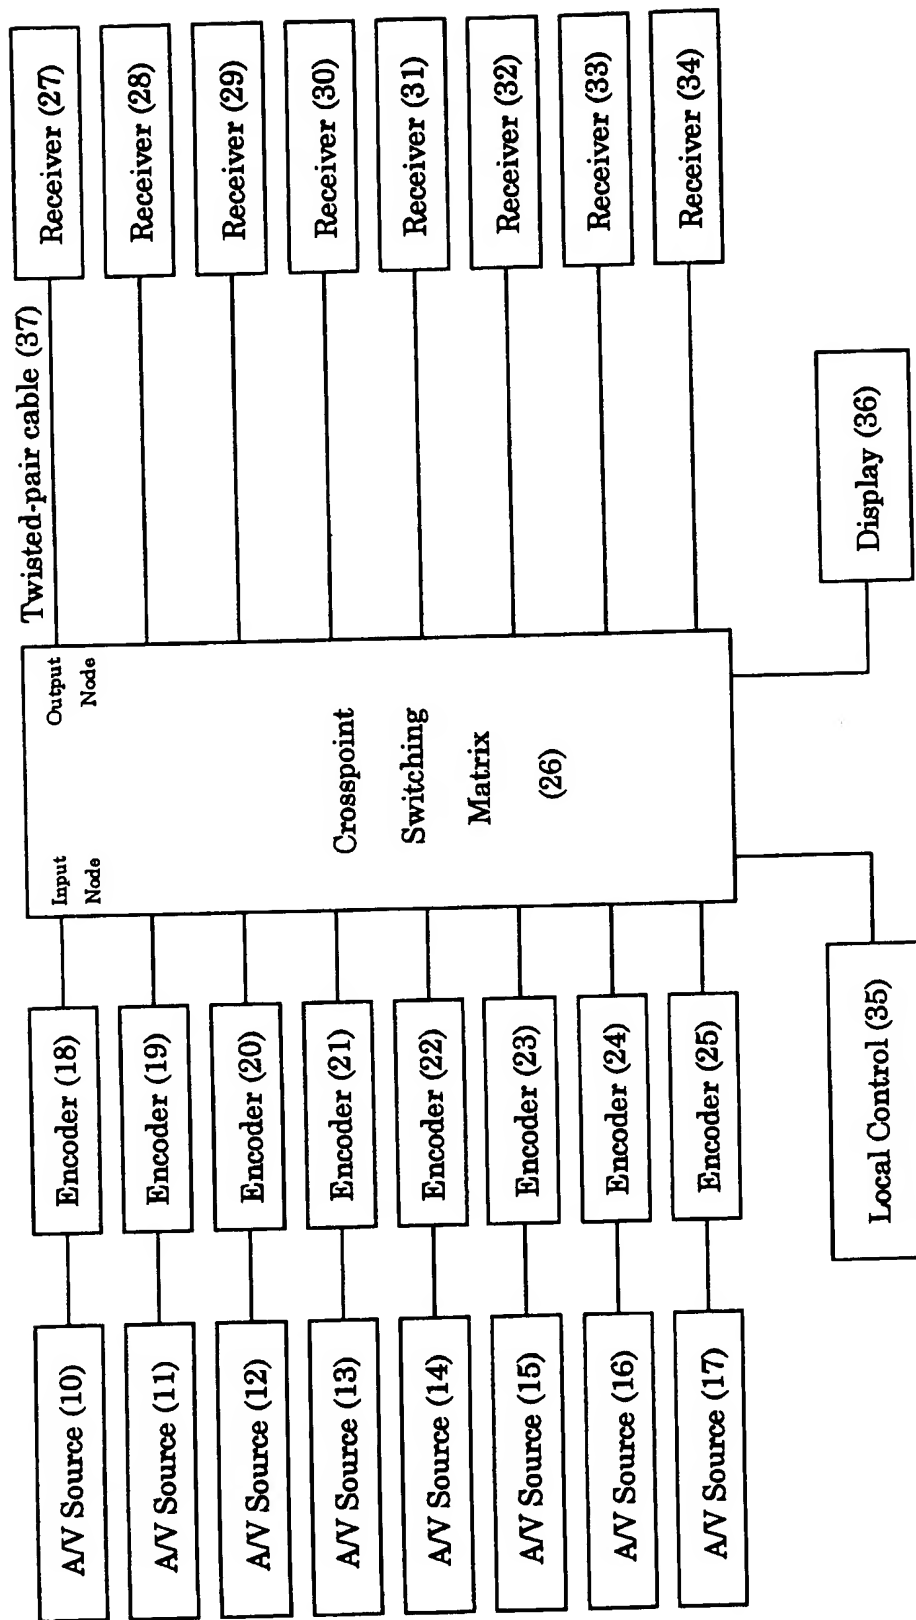 A/V Source (10)
Encoder (18)
Input
Node
Output
Node
Twisted-pair cable (37)
Receiver (27)
A/V Source (11)
Encoder (19)
Receiver (28)
A/V Source (12)
Encoder (20)
Receiver (29)
A/V Source (13)
Encoder (21)
Crosspoint
Switching
Matrix
(26)
Receiver (30)
A/V Source (14)
Encoder (22)
Receiver (31)
A/V Source (15)
Encoder (23)
Receiver (32)
A/V Source (16)
Encoder (24)
Receiver (33)
A/V Source (17)
Encoder (25)
Receiver (34)
Local Control (35)
Display (36)